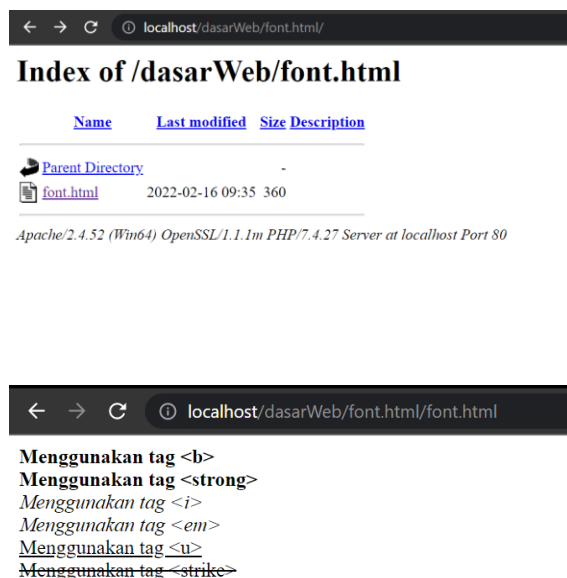 localhost/dasarWeb/font.html/
Index of /dasarWeb/font.html
Name Last modified Size Description
Parent Directory -
font.html 2022-02-16 09:35 360
Apache/2.4.52 (Win64) OpenSSL/1.1.1m PHP/7.4.27 Server at localhost Port 80
localhost/dasarWeb/font.html/font.html
Menggunakan tag <b>
Menggunakan tag <strong>
Menggunakan tag <i>
Menggunakan tag <em>
Menggunakan tag <u>
Menggunakan tag <strike>